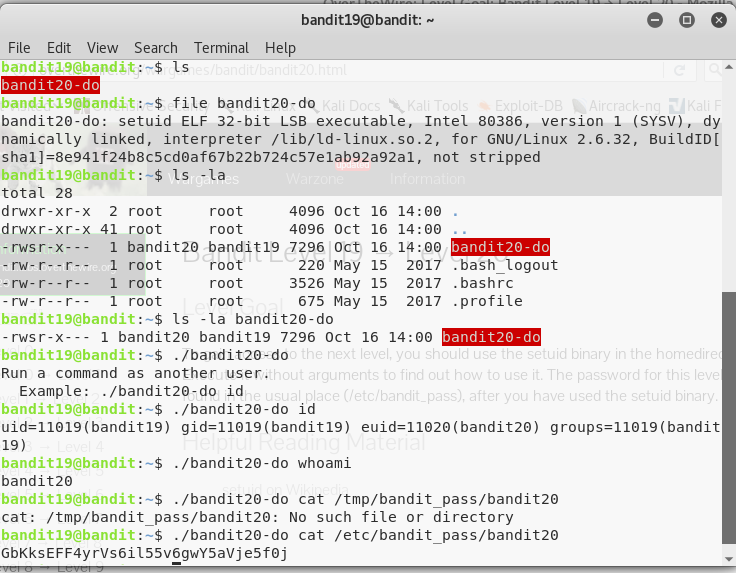 bandit19@bandit: ~
File Edit View Search Terminal Help
bandit19@bandit:~$ ls
bandit20-do
bandit19@bandit:~$ file bandit20-do
bandit20-do: setuid ELF 32-bit LSB executable, Intel 80386, version 1 (SYSV), dy
namically linked, interpreter /lib/ld-linux.so.2, for GNU/Linux 2.6.32, BuildID[
sha1]=8e941f24b8c5cd0af67b22b724c57e1ab92a92a1, not stripped
bandit19@bandit:~$ ls -la
total 28
drwxr-xr-x  2 root     root     4096 Oct 16 14:00 .
drwxr-xr-x 41 root     root     4096 Oct 16 14:00 ..
-rwsr-x---  1 bandit20 bandit19 7296 Oct 16 14:00 bandit20-do
-rw-r--r--  1 root     root      220 May 15  2017 .bash_logout
-rw-r--r--  1 root     root     3526 May 15  2017 .bashrc
-rw-r--r--  1 root     root      675 May 15  2017 .profile
bandit19@bandit:~$ ls -la bandit20-do
-rwsr-x--- 1 bandit20 bandit19 7296 Oct 16 14:00 bandit20-do
bandit19@bandit:~$ ./bandit20-do
Run a command as another user.
  Example: ./bandit20-do id
bandit19@bandit:~$ ./bandit20-do id
uid=11019(bandit19) gid=11019(bandit19) euid=11020(bandit20) groups=11019(bandit
19)
bandit19@bandit:~$ ./bandit20-do whoami
bandit20
bandit19@bandit:~$ ./bandit20-do cat /tmp/bandit_pass/bandit20
cat: /tmp/bandit_pass/bandit20: No such file or directory
bandit19@bandit:~$ ./bandit20-do cat /etc/bandit_pass/bandit20
GbKksEFF4yrVs6il55v6gwY5aVje5f0j